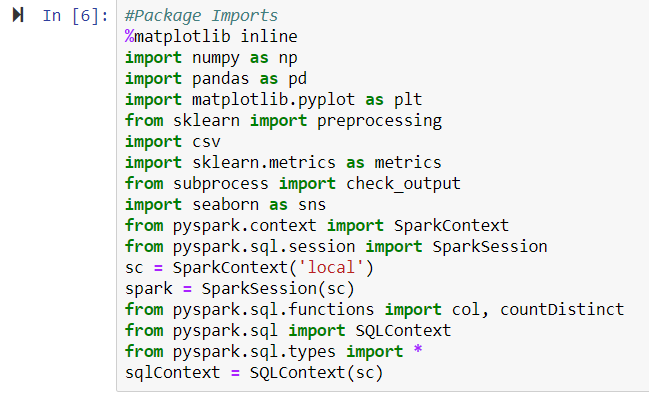 In [6]: #Package Imports
%matplotlib inline
import numpy as np
import pandas as pd
import matplotlib.pyplot as plt
from sklearn import preprocessing
import csv
import sklearn.metrics as metrics
from subprocess import check_output
import seaborn as sns
from pyspark.context import SparkContext
from pyspark.sql.session import SparkSession
sc = SparkContext('local')
spark = SparkSession(sc)
from pyspark.sql.functions import col, countDistinct
from pyspark.sql import SQLContext
from pyspark.sql.types import *
sqlContext = SQLContext(sc)